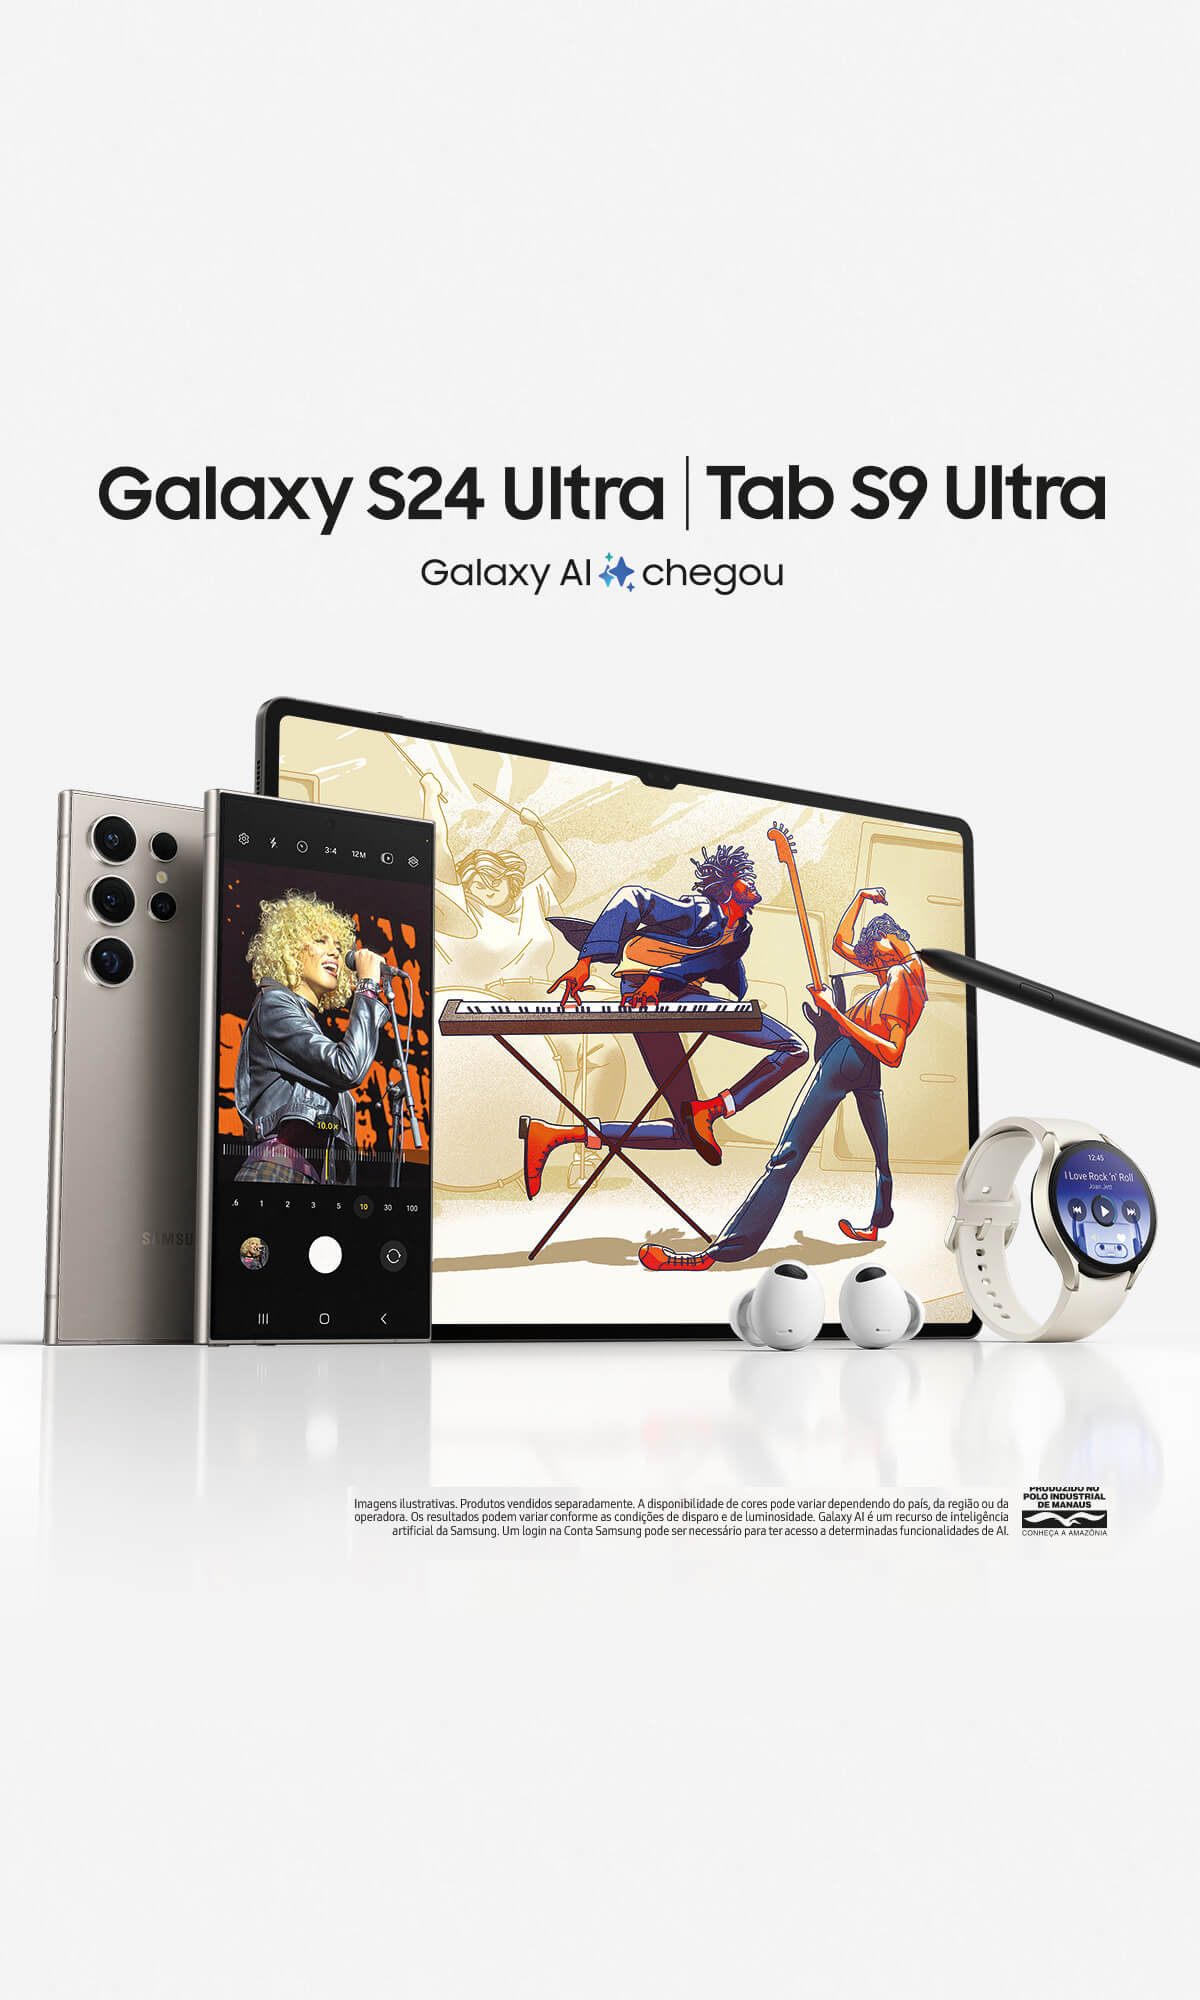 Galaxy S24 Ultra | Tab S9 Ultra
Galaxy AI chegou
3:4 12M
10.0x
.6 1 2 3 5 10 30 100
SAMSU
12:45
I Love Rock 'n' Roll
Joan Jett
Imagens ilustrativas. Produtos vendidos separadamente. A disponibilidade de cores pode variar dependendo do país, da região ou da
operadora. Os resultados podem variar conforme as condições de disparo e de luminosidade. Galaxy AI é um recurso de inteligência
artificial da Samsung. Um login na Conta Samsung pode ser necessário para ter acesso a determinadas funcionalidades de AI.
PRODUZIDO NO
POLO INDUSTRIAL
DE MANAUS
CONHEÇA A AMAZÔNIA